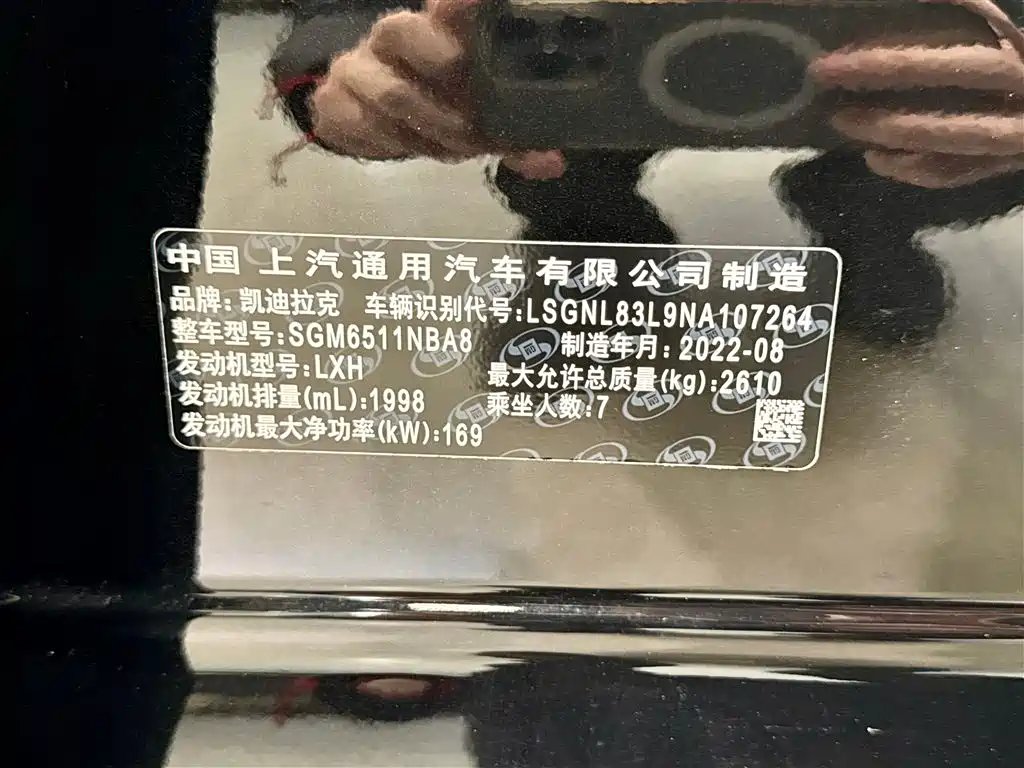 中国 上汽通用汽车有限公司制造
品牌:凯迪拉克 车辆识别代号:LSGNL83L9NA107264
整车型号:SGM6511NBA8 制造年月:2022-08
发动机型号:LXH 最大允许总质量(kg):2610
发动机排量(mL):1998 乘坐人数:7
发动机最大净功率(kW):169